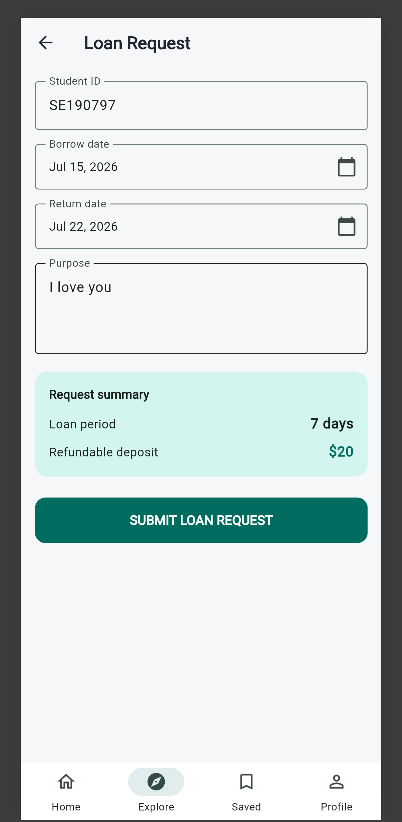 Loan Request
Student ID
SE190797
Borrow date
Jul 15, 2026
Return date
Jul 22, 2026
Purpose
I love you
Request summary
Loan period 7 days
Refundable deposit $20
SUBMIT LOAN REQUEST
Home Explore Saved Profile